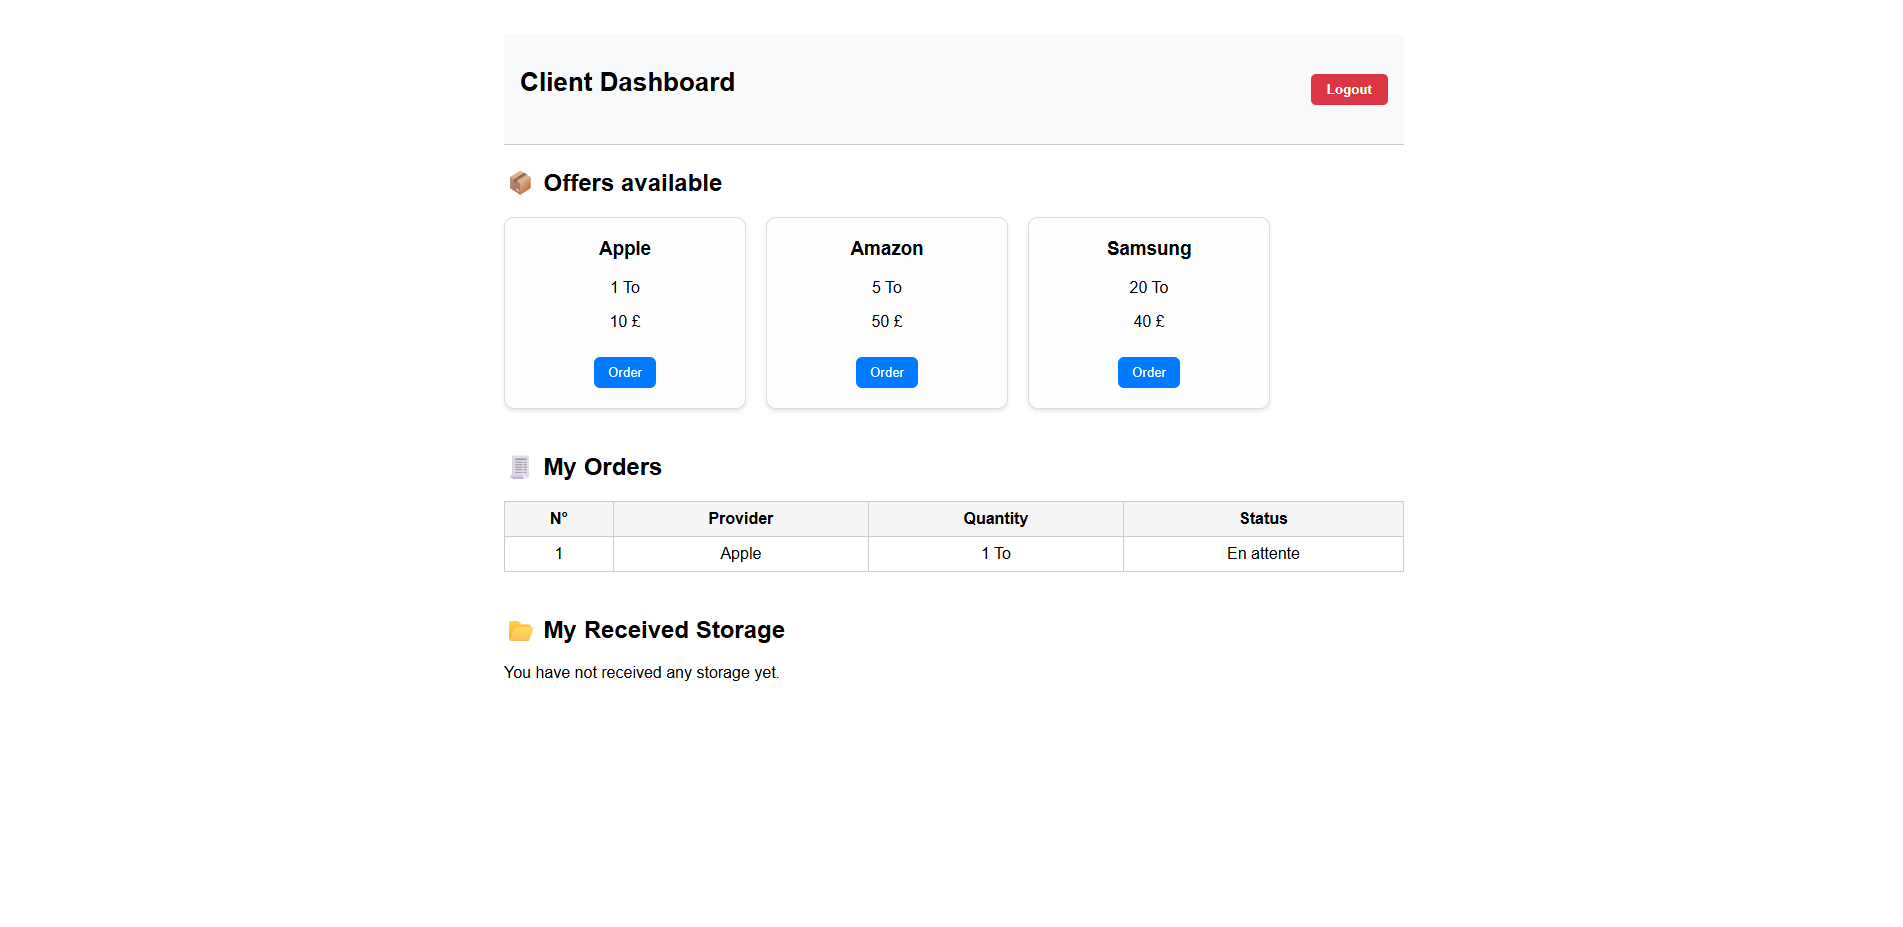 Client Dashboard
Logout
Offers available
Apple
1 To
10 £
Order
Amazon
5 To
50 £
Order
Samsung
20 To
40 £
Order
My Orders
N° Provider Quantity Status
1 Apple 1 To En attente
My Received Storage
You have not received any storage yet.